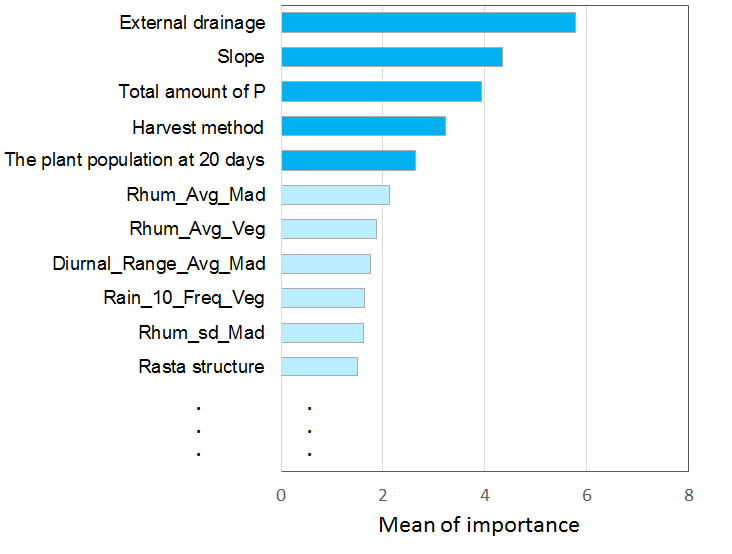 External drainage
Slope
Total amount of P
Harvest method
The plant population at 20 days
Rhum_Avg_Mad
Rhum_Avg_Veg
Diurnal_Range_Avg_Mad
Rain_10_Freq_Veg
Rhum_sd_Mad
Rasta structure
. .
. .
. .
0 2 4 6 8
Mean of importance